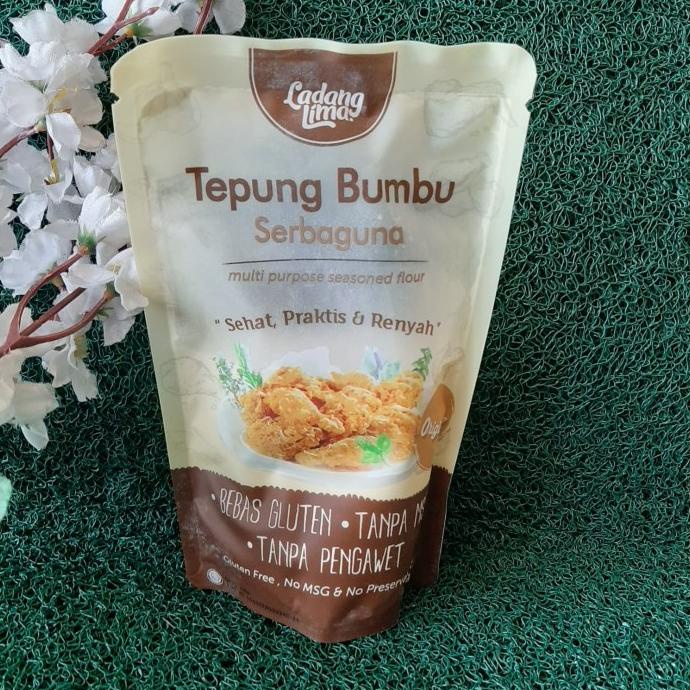 Ladang
Lima
Tepung Bumbu
Serbaguna
multi purpose seasoned flour
"Sehat, Praktis & Renyah"
• BEBAS GLUTEN • TANPA
• TANPA PENGAWET
Gluten Free, No MSG & No